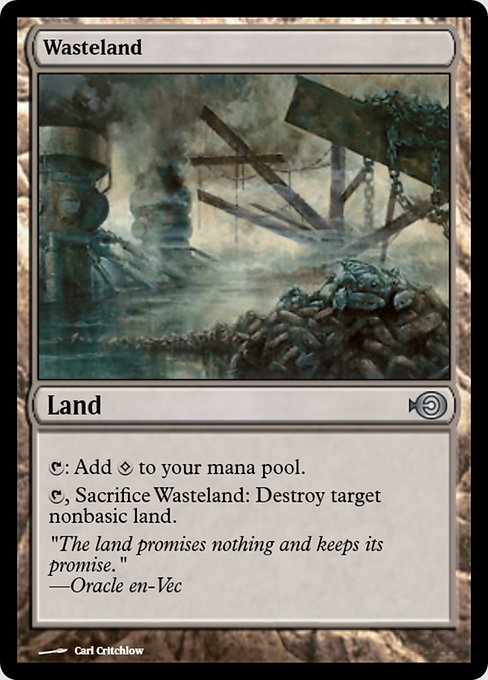 Wasteland
Land
: Add to your mana pool.
, Sacrifice Wasteland: Destroy target
nonbasic land.
"The land promises nothing and keeps its
promise."
—Oracle en-Vec
Carl Critchlow